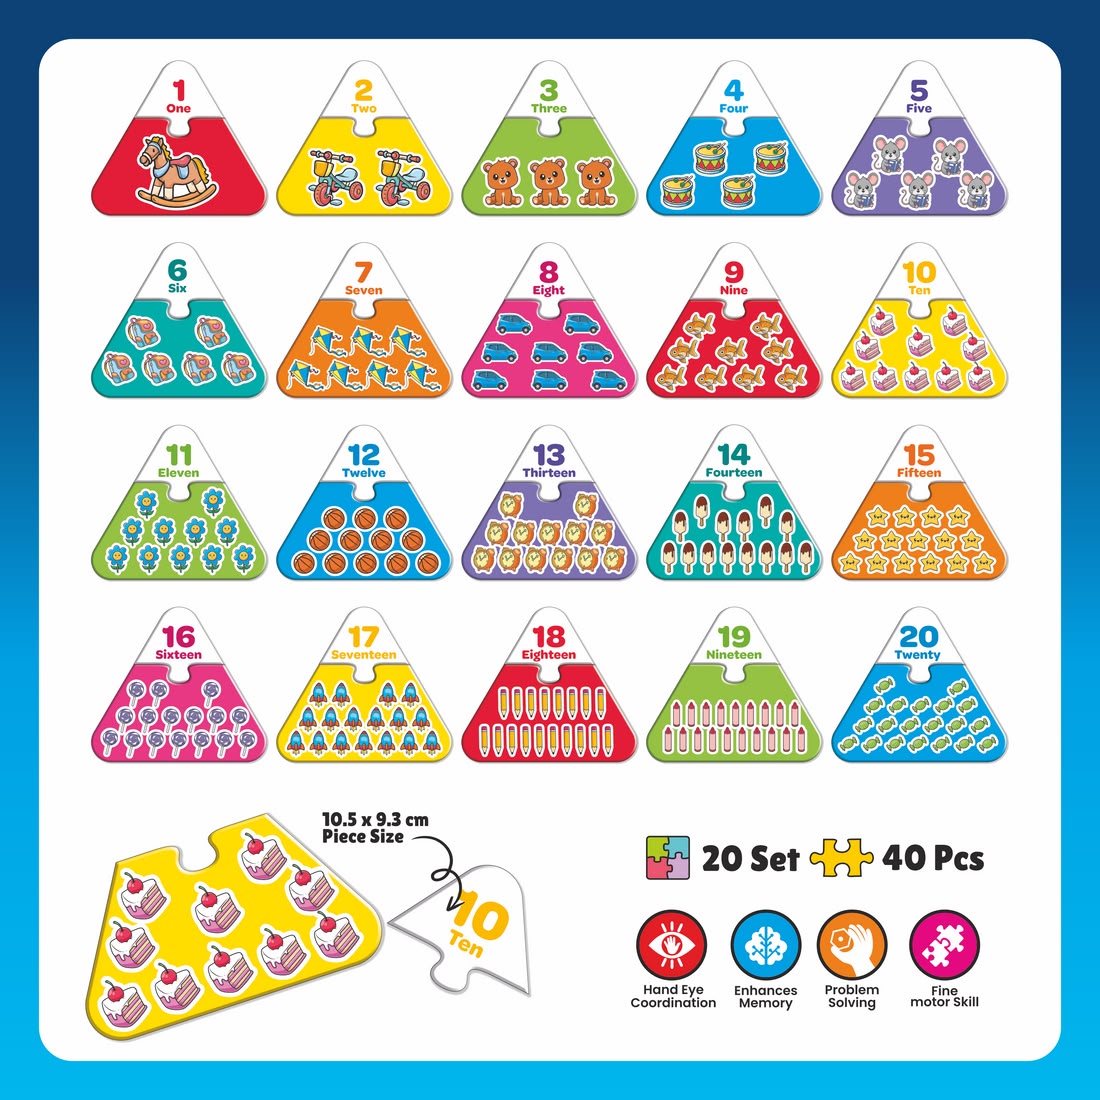 1
One
2
Two
3
Three
4
Four
5
Five
6
Six
7
Seven
8
Eight
9
Nine
10
Ten
11
Eleven
12
Twelve
13
Thirteen
14
Fourteen
15
Fifteen
16
Sixteen
17
Seventeen
18
Eighteen
19
Nineteen
20
Twenty
10.5 x 9.3 cm
Piece Size
10
Ten
20 Set
40 Pcs
Hand Eye
Coordination
Enhances
Memory
Problem
Solving
Fine
motor Skill